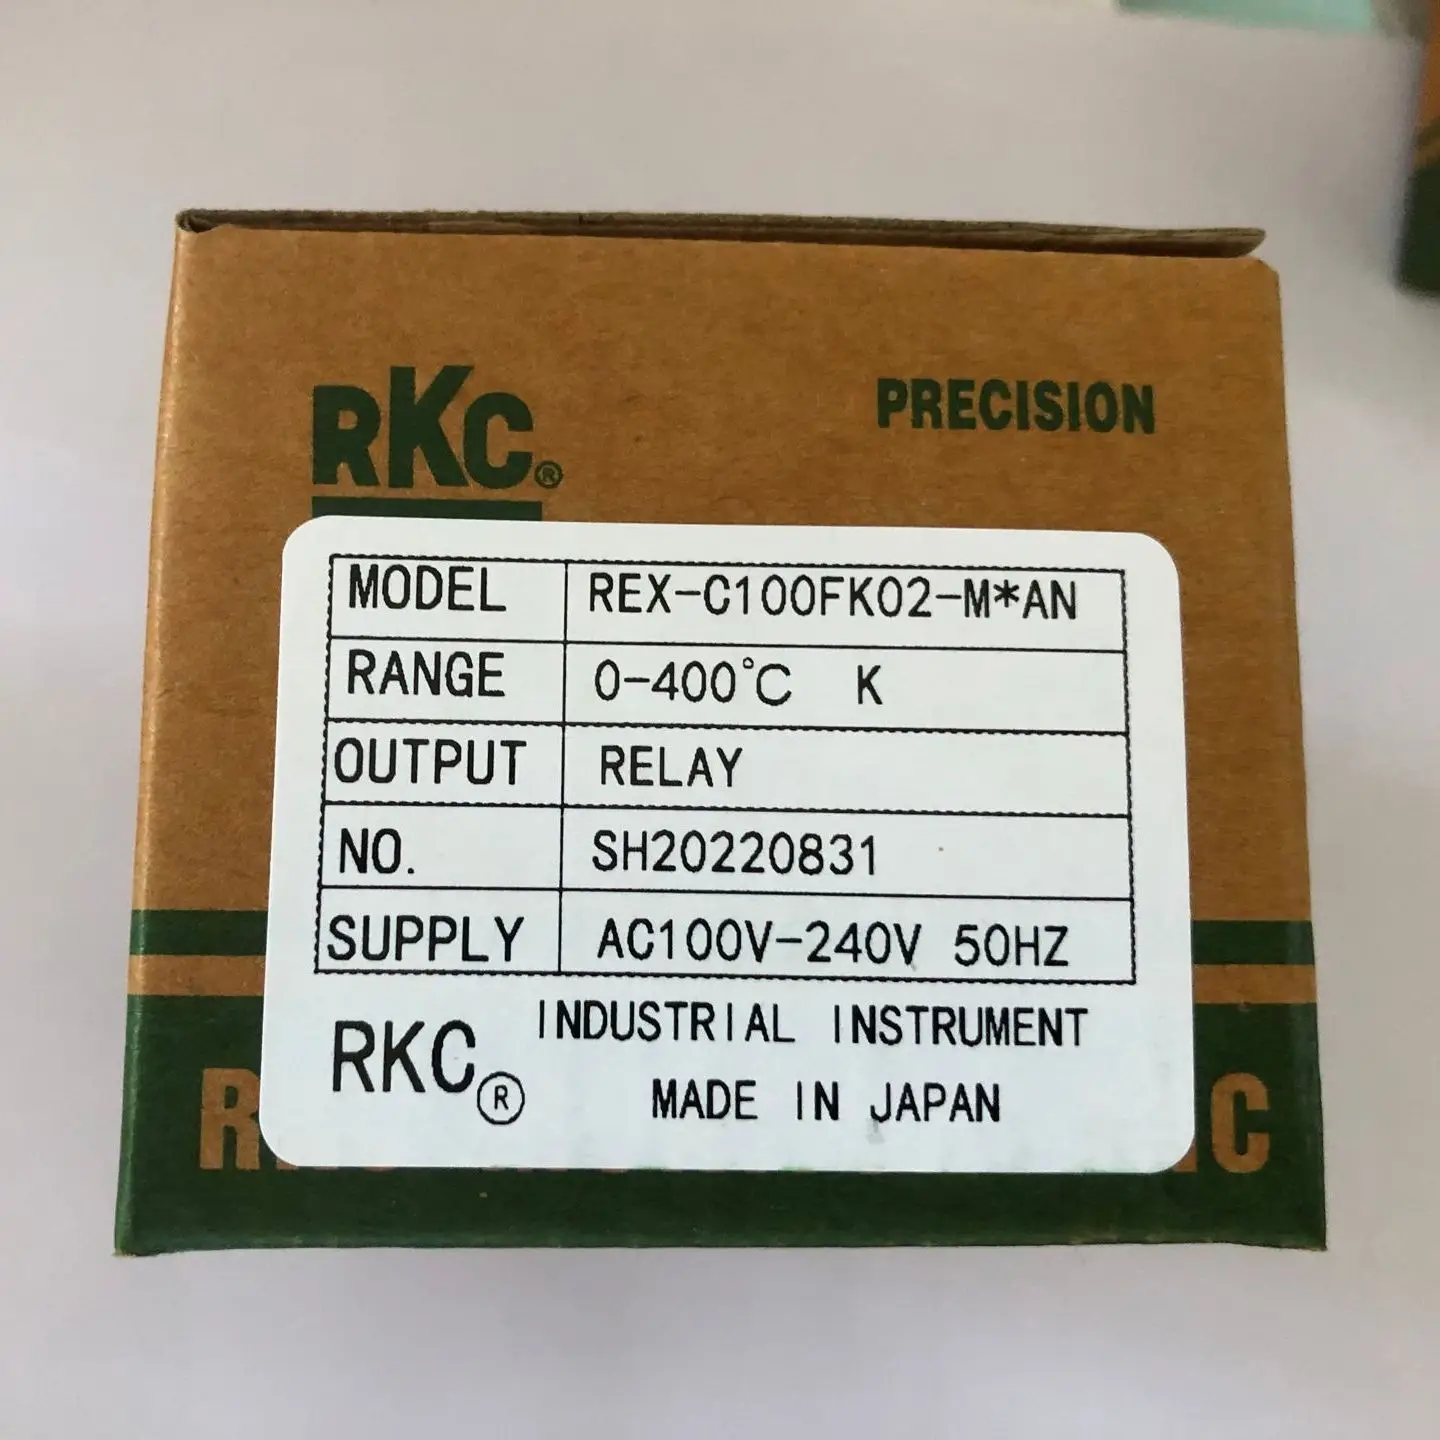 RKC®
PRECISION
MODEL REX-C100FK02-M*AN
RANGE 0-400℃ K
OUTPUT RELAY
NO. SH20220831
SUPPLY AC100V-240V 50HZ
RKC® INDUSTRIAL INSTRUMENT
MADE IN JAPAN